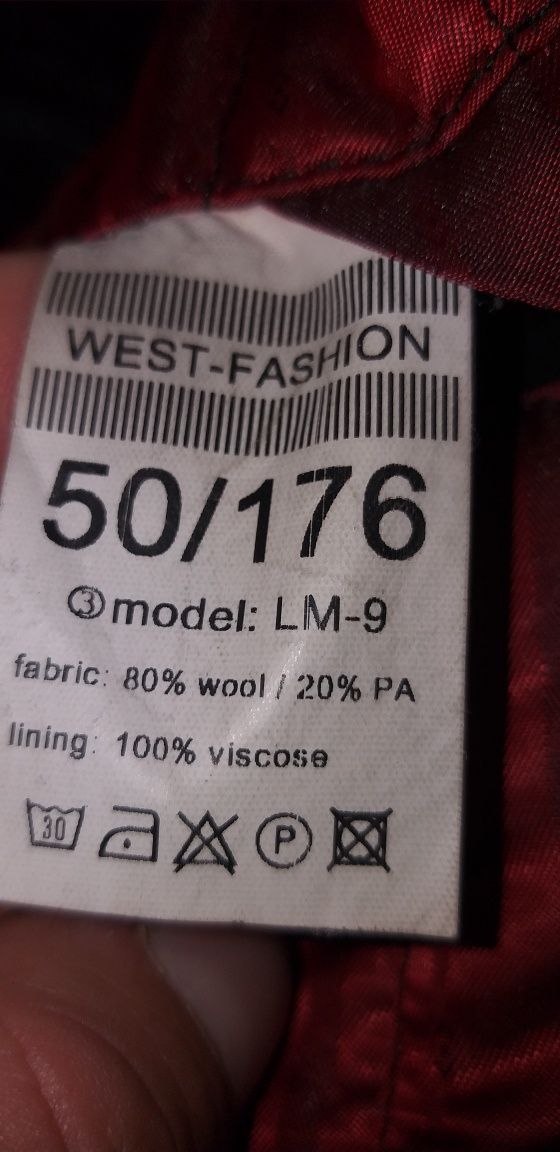 WEST-FASHION
50/176
③model: LM-9
fabric: 80% wool / 20% PA
lining: 100% viscose
30 P